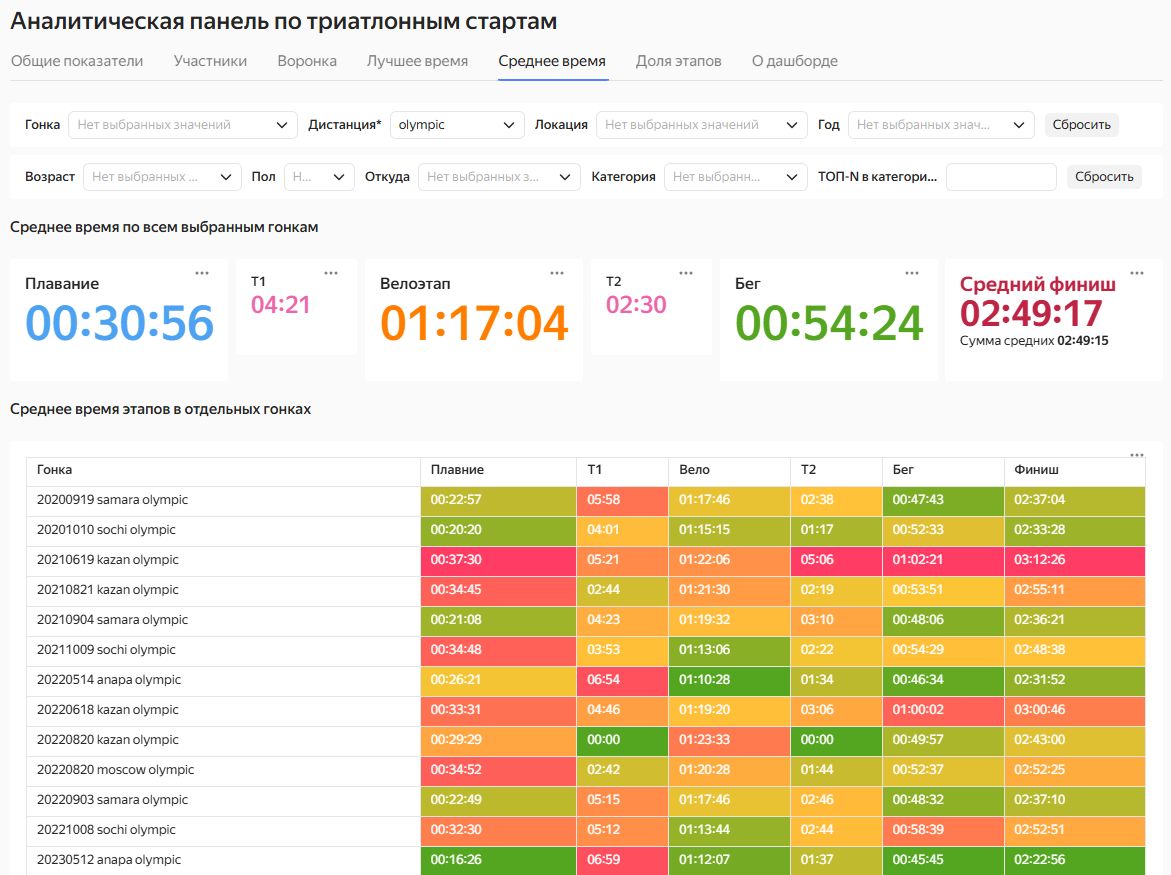 Аналитическая панель по триатлонным стартам
Общие показатели Участники Воронка Лучшее время Среднее время Доля этапов О дашборде
Гонка Нет выбранных значений Дистанция* olympic Локация Нет выбранных значений Год Нет выбранных знач... Сбросить
Возраст Нет выбранных ... Пол Н... Откуда Нет выбранных з... Категория Нет выбранн... ТОП-N в категори... Сбросить
Среднее время по всем выбранным гонкам
Плавание
00:30:56
T1
04:21
Велоэтап
01:17:04
T2
02:30
Бег
00:54:24
Средний финиш
02:49:17
Сумма средних 02:49:15
Среднее время этапов в отдельных гонках
Гонка Плавние T1 Вело T2 Бег Финиш
20200919 samara olympic 00:22:57 05:58 01:17:46 02:38 00:47:43 02:37:04
20201010 sochi olympic 00:20:20 04:01 01:15:15 01:17 00:52:33 02:33:28
20210619 kazan olympic 00:37:30 05:21 01:22:06 05:06 01:02:21 03:12:26
20210821 kazan olympic 00:34:45 02:44 01:21:30 02:19 00:53:51 02:55:11
20210904 samara olympic 00:21:08 04:23 01:19:32 03:10 00:48:06 02:36:21
20211009 sochi olympic 00:34:48 03:53 01:13:06 02:22 00:54:29 02:48:38
20220514 anapa olympic 00:26:21 06:54 01:10:28 01:34 00:46:34 02:31:52
20220618 kazan olympic 00:33:31 04:46 01:19:20 03:06 01:00:02 03:00:46
20220820 kazan olympic 00:29:29 00:00 01:23:33 00:00 00:49:57 02:43:00
20220820 moscow olympic 00:34:52 02:42 01:20:28 01:44 00:52:37 02:52:25
20220903 samara olympic 00:22:49 05:15 01:17:46 02:46 00:48:32 02:37:10
20221008 sochi olympic 00:32:30 05:12 01:13:44 02:44 00:58:39 02:52:51
20230512 anapa olympic 00:16:26 06:59 01:12:07 01:37 00:45:45 02:22:56